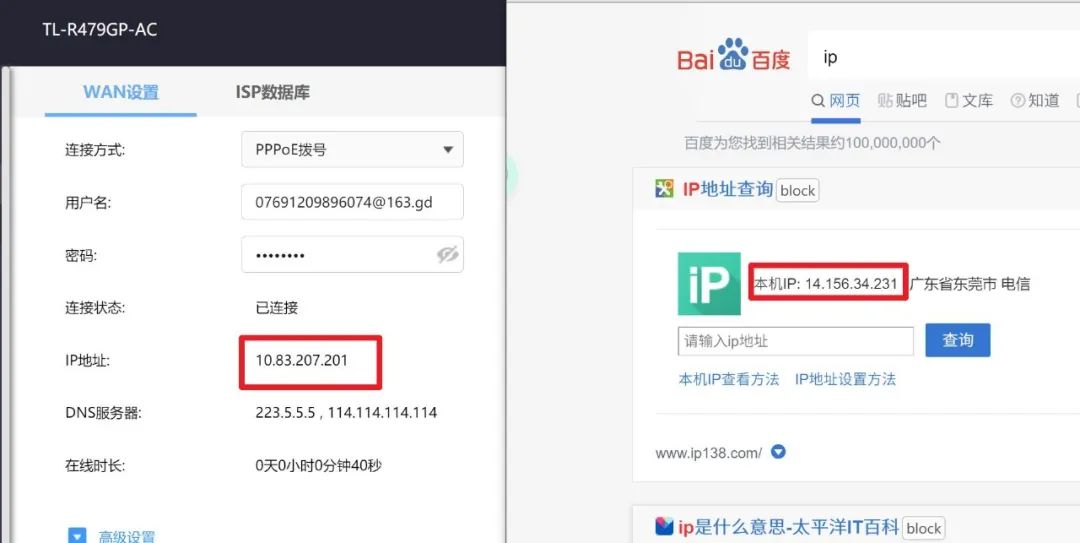 TL-R479GP-AC
WAN设置 ISP数据库
连接方式: PPPoE拨号
用户名: 07691209896074@163.gd
密码: ••••••••
连接状态: 已连接
IP地址: 10.83.207.201
DNS服务器: 223.5.5.5 , 114.114.114.114
在线时长: 0天0小时0分钟40秒
高级设置
Bai du 百度 ip
网页 贴吧 文库 知道
百度为您找到相关结果约100,000,000个
IP地址查询 block
iP
本机IP: 14.156.34.231 广东省东莞市 电信
请输入ip地址 查询
本机IP查看方法 IP地址设置方法
www.ip138.com/
ip是什么意思-太平洋IT百科 block